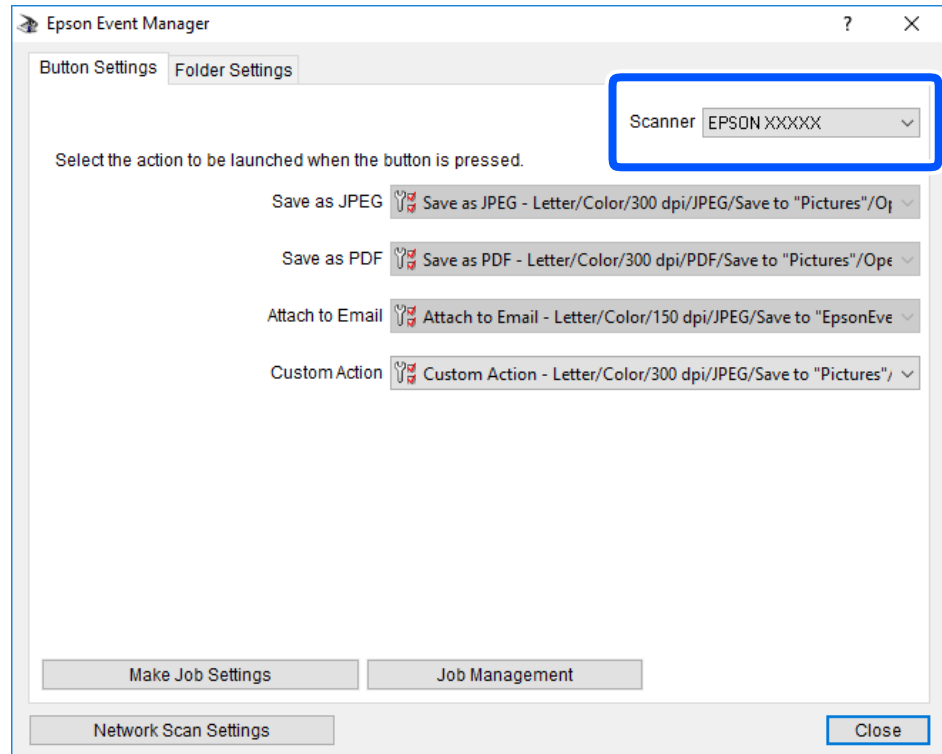 Epson Event Manager
Button Settings Folder Settings
Scanner EPSON XXXXX
Select the action to be launched when the button is pressed.
Save as JPEG Save as JPEG - Letter/Color/300 dpi/JPEG/Save to "Pictures"/Op
Save as PDF Save as PDF - Letter/Color/300 dpi/PDF/Save to "Pictures"/Ope
Attach to Email Attach to Email - Letter/Color/150 dpi/JPEG/Save to "EpsonEve
Custom Action Custom Action - Letter/Color/300 dpi/JPEG/Save to "Pictures"/
Make Job Settings Job Management
Network Scan Settings Close